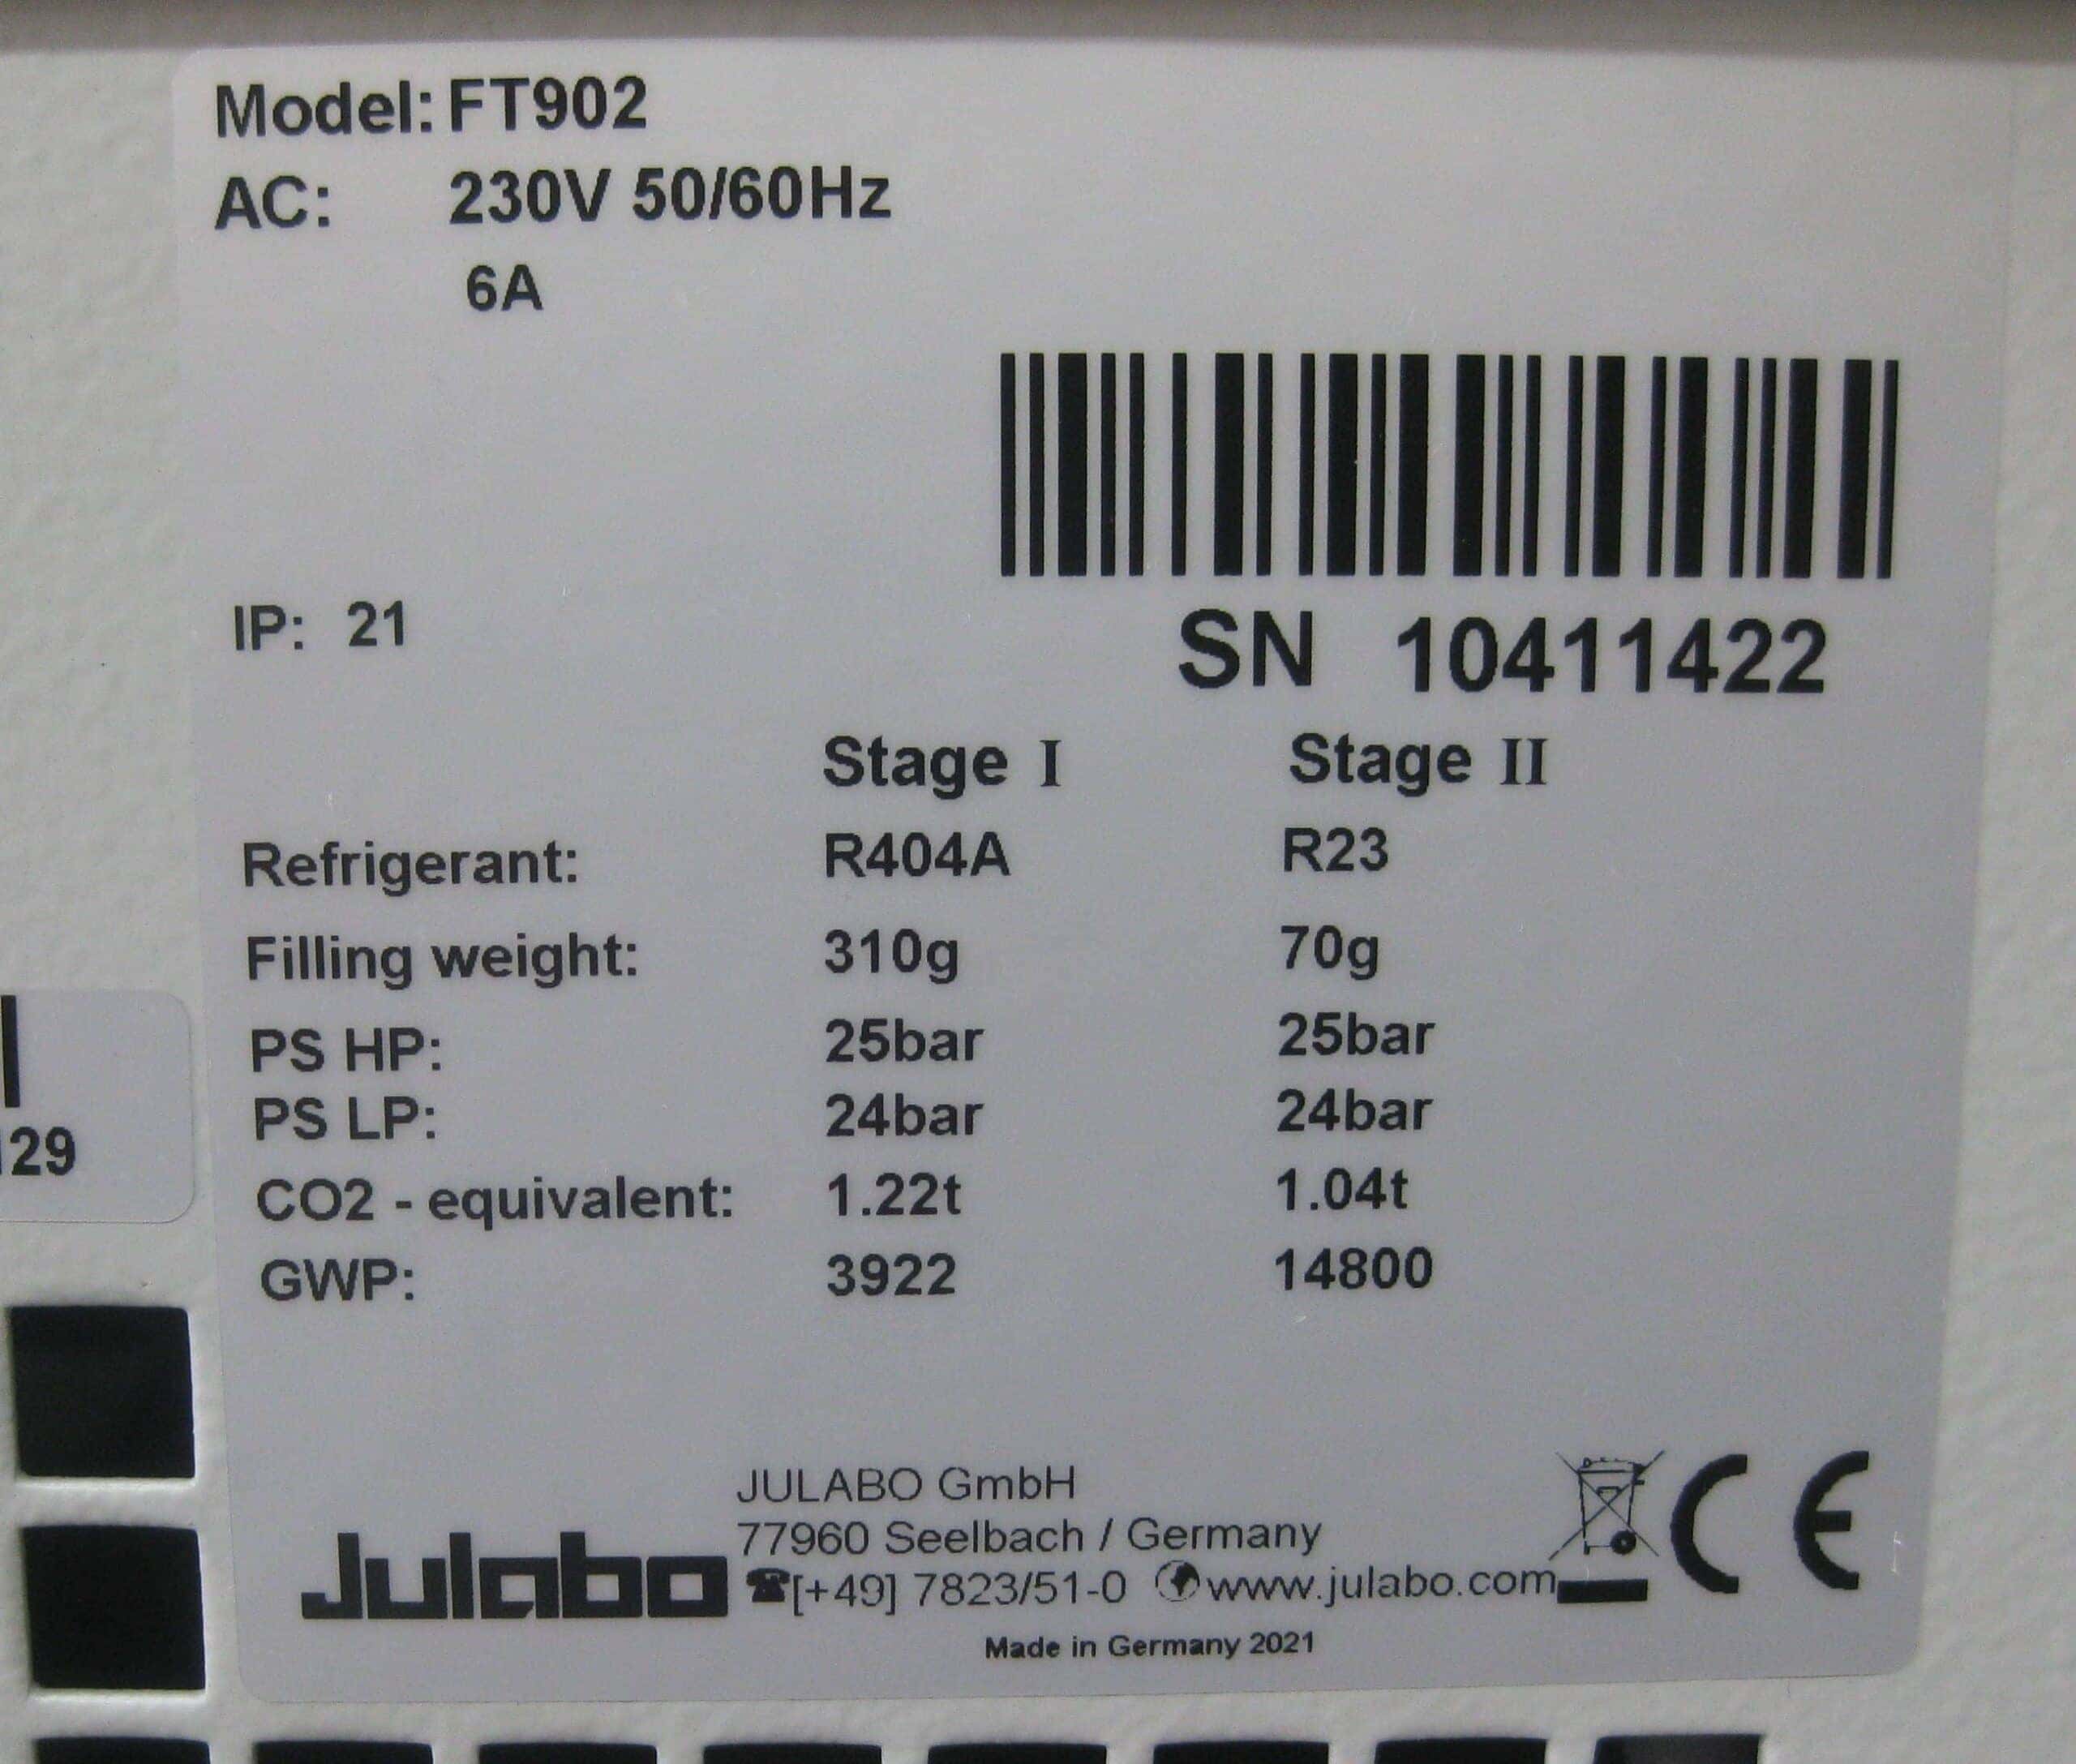 Model: FT902
AC: 230V 50/60Hz
6A
IP: 21
SN 10411422
Stage I Stage II
Refrigerant: R404A R23
Filling weight: 310g 70g
PS HP: 25bar 25bar
PS LP: 24bar 24bar
CO2 - equivalent: 1.22t 1.04t
GWP: 3922 14800
29
Julabo
JULABO GmbH
77960 Seelbach / Germany
[+49] 7823/51-0 www.julabo.com
CE
Made in Germany 2021